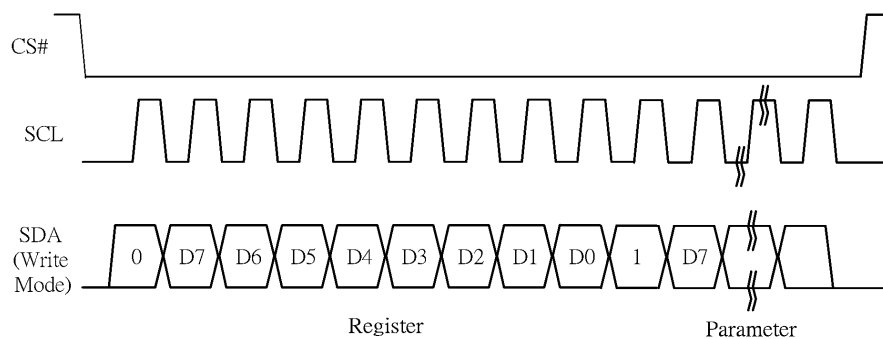 CS#
SCL
SDA
(Write
Mode)
0 D7 D6 D5 D4 D3 D2 D1 D0 1 D7
Register Parameter